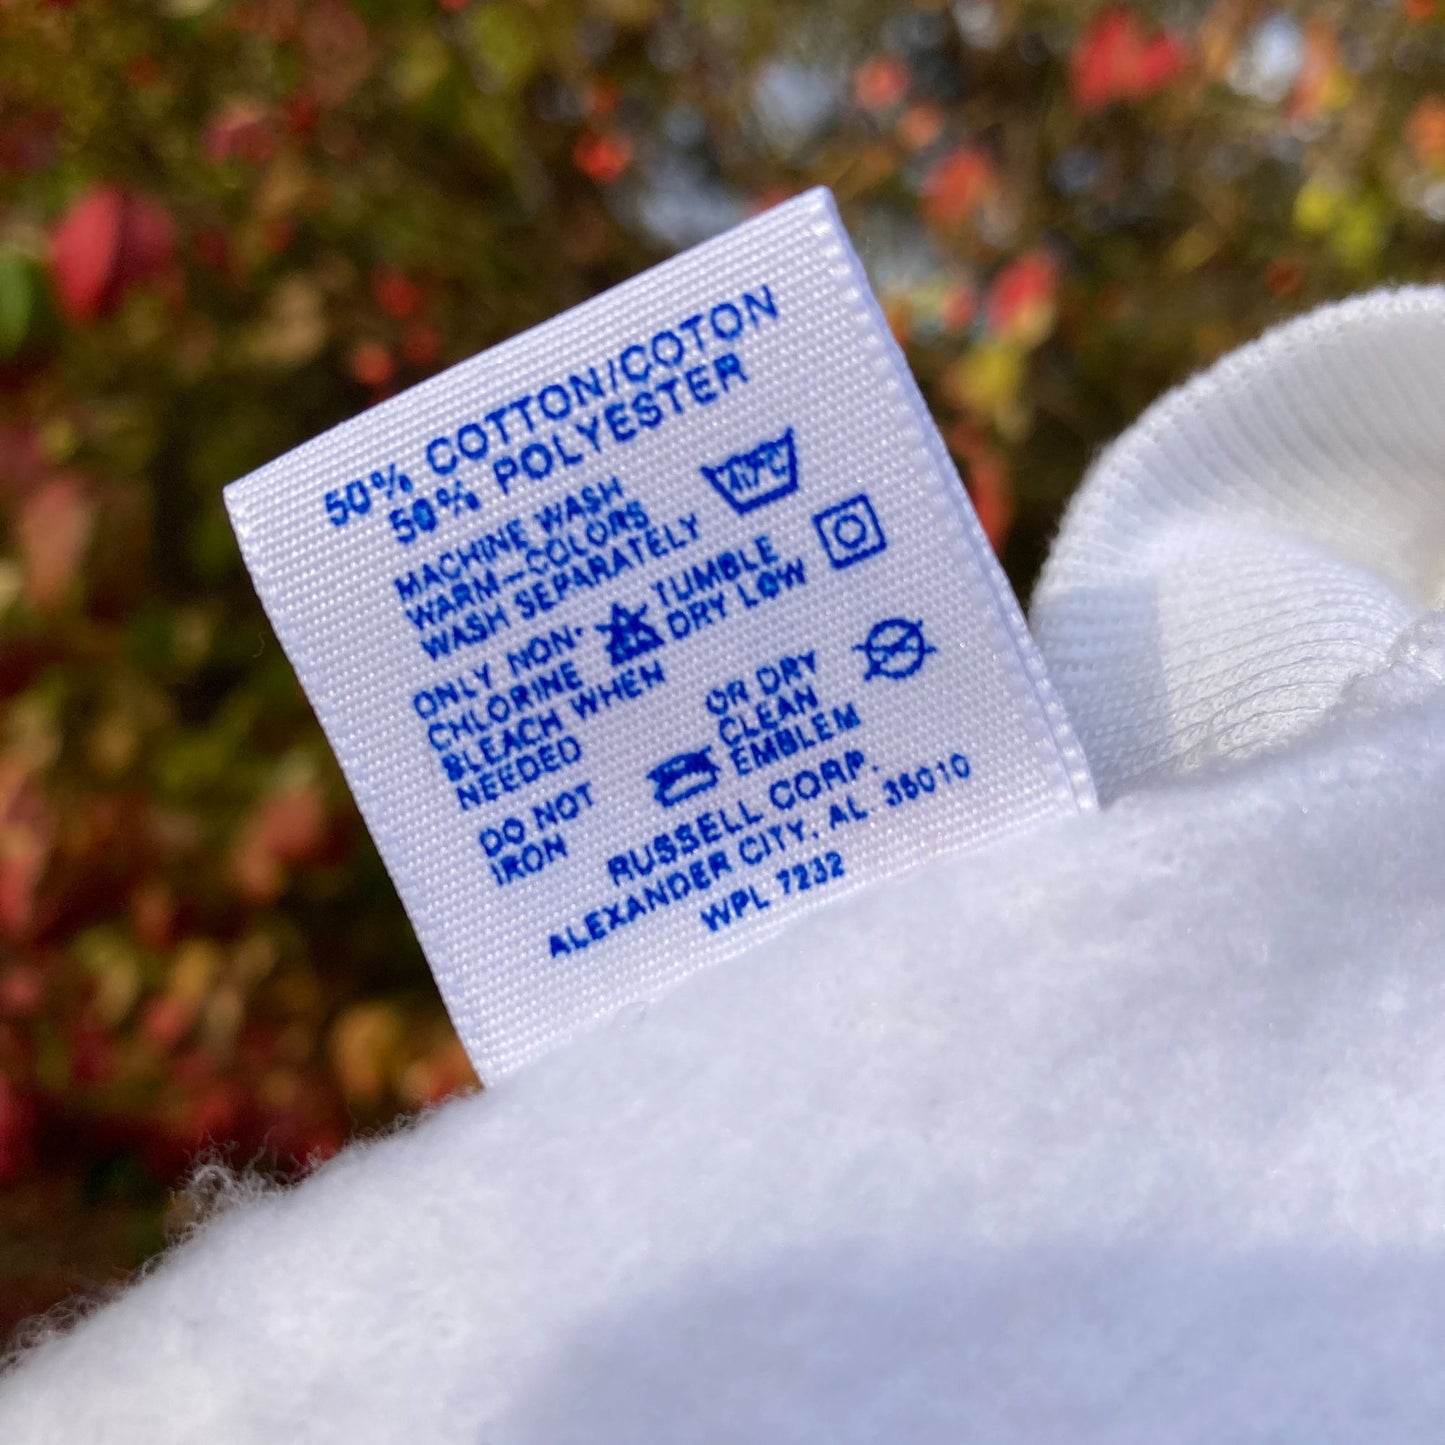 50% COTTON/COTON
50% POLYESTER
MACHINE WASH
WARM-COLORS
WASH SEPARATELY
ONLY NON-
CHLORINE
BLEACH WHEN
NEEDED
TUMBLE
DRY LOW
DO NOT
IRON
OR DRY
CLEAN
EMBLEM
RUSSELL CORP.
ALEXANDER CITY, AL 35010
WPL 7232